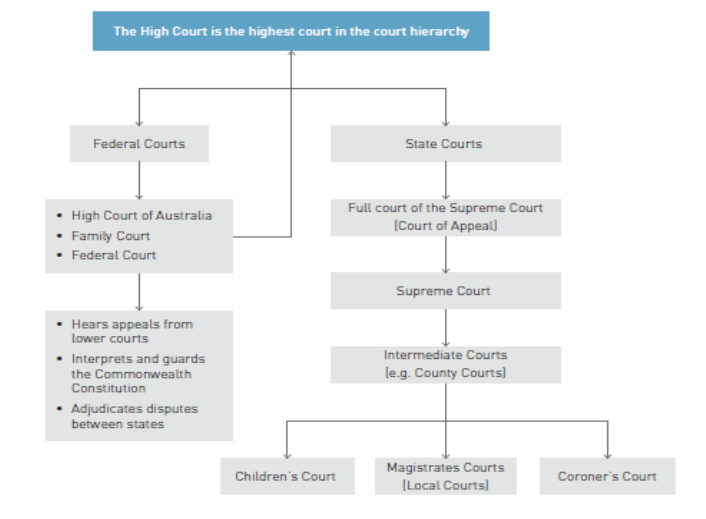 The High Court is the highest court in the court hierarchy
Federal Courts
State Courts
• High Court of Australia
• Family Court
• Federal Court
Full court of the Supreme Court
(Court of Appeal)
Supreme Court
• Hears appeals from
lower courts
• Interprets and guards
the Commonwealth
Constitution
• Adjudicates disputes
between states
Intermediate Courts
(e.g. County Courts)
Children's Court
Magistrates Courts
(Local Courts)
Coroner's Court